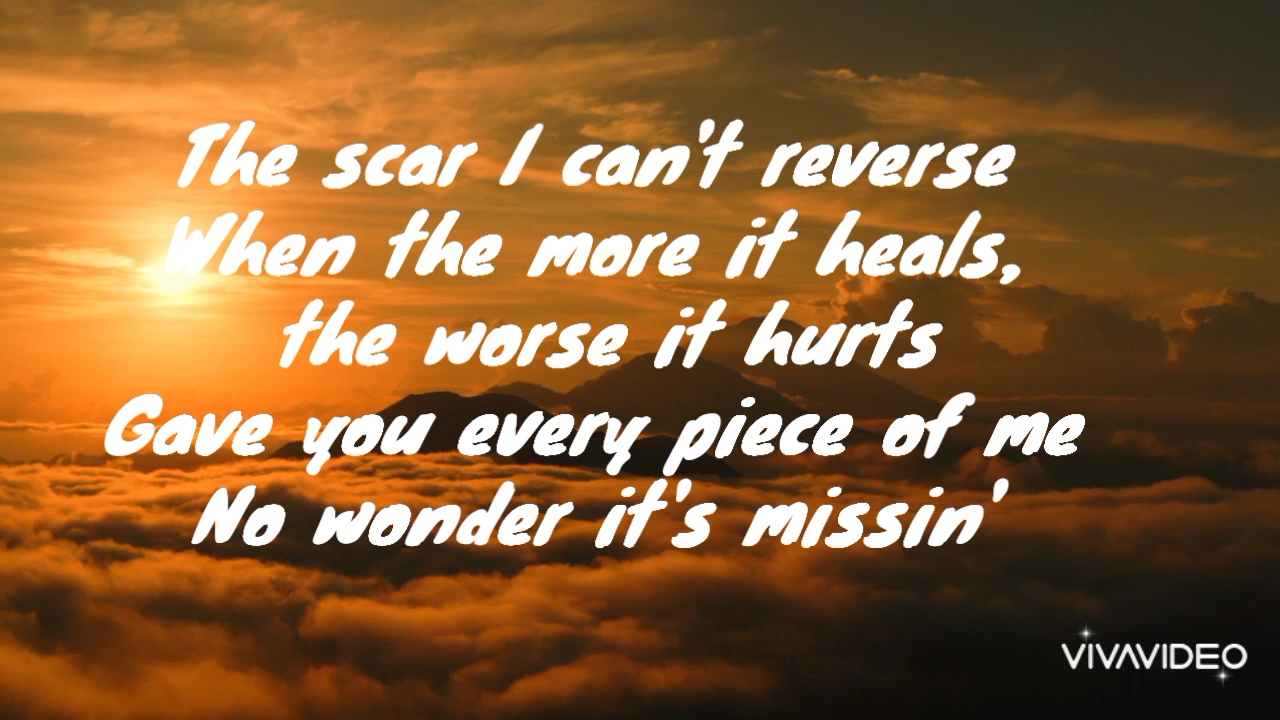 The scar I can't reverse
When the more it heals,
the worse it hurts
Gave you every piece of me
No wonder it's missin'
VIVAVIDEO